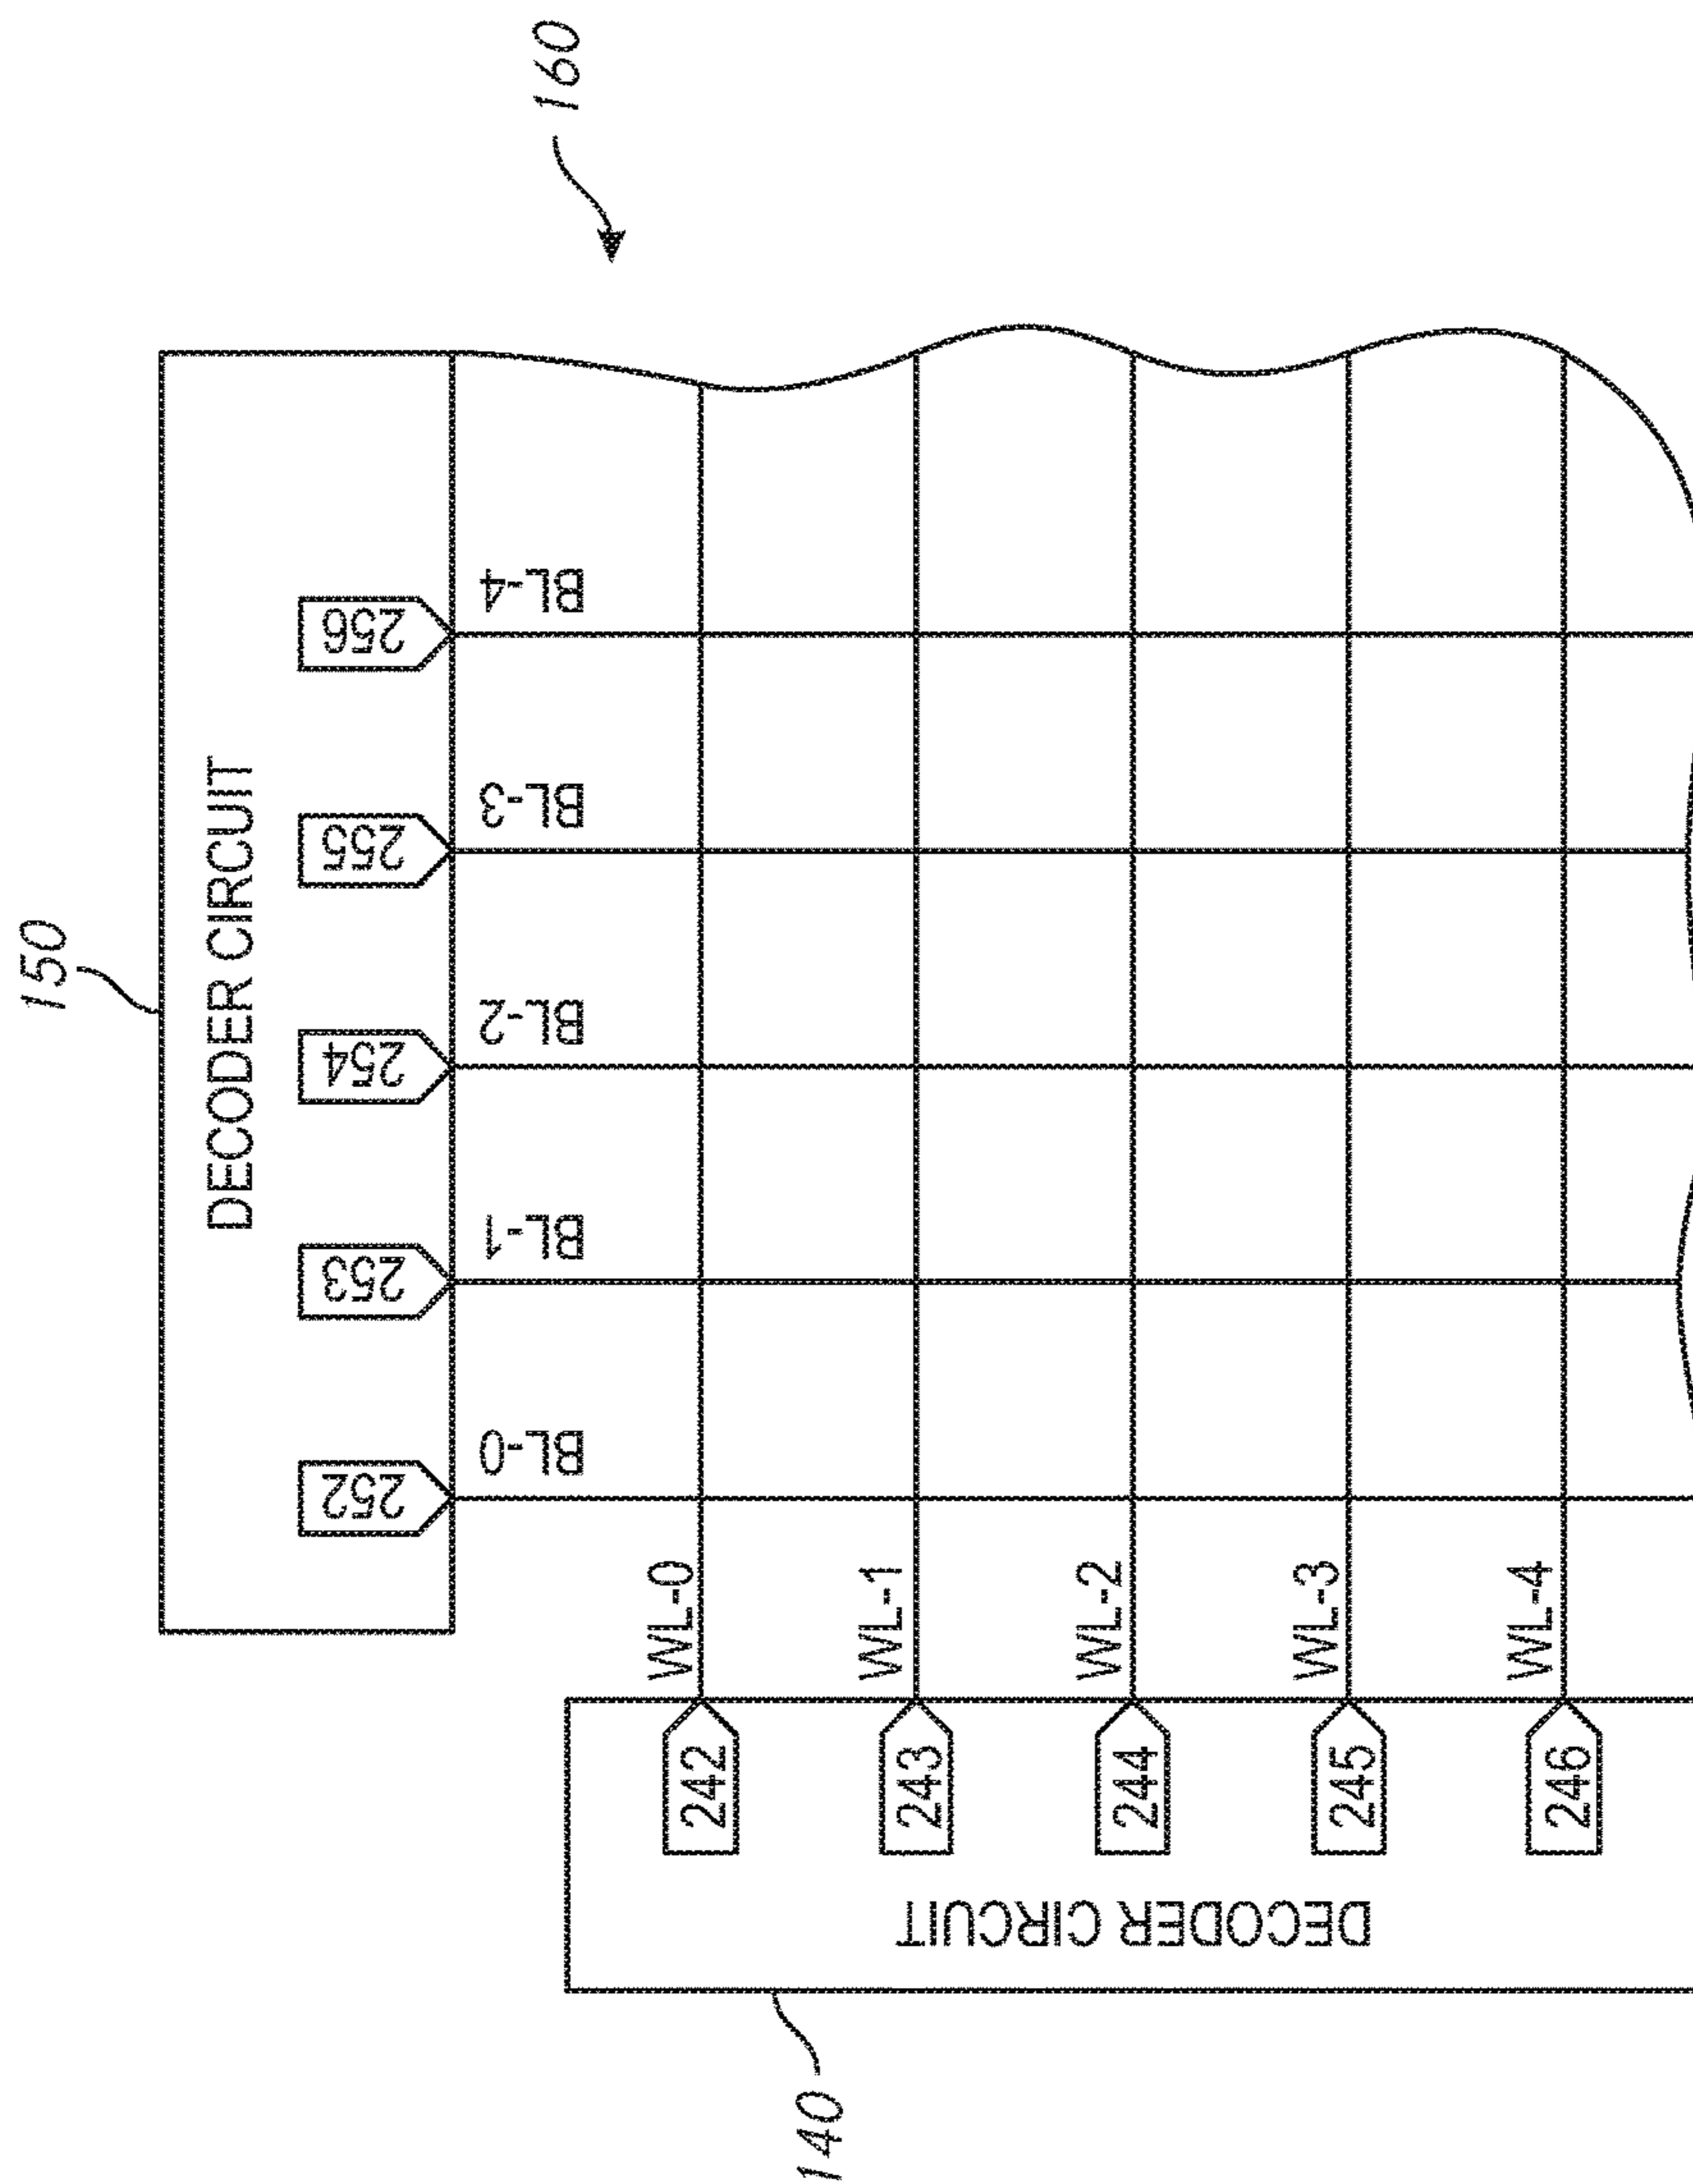 160
150
DECODER CIRCUIT
252
253
254
255
256
BL-0
BL-1
BL-2
BL-3
BL-4
140
DECODER CIRCUIT
242
WL-0
243
WL-1
244
WL-2
245
WL-3
246
WL-4